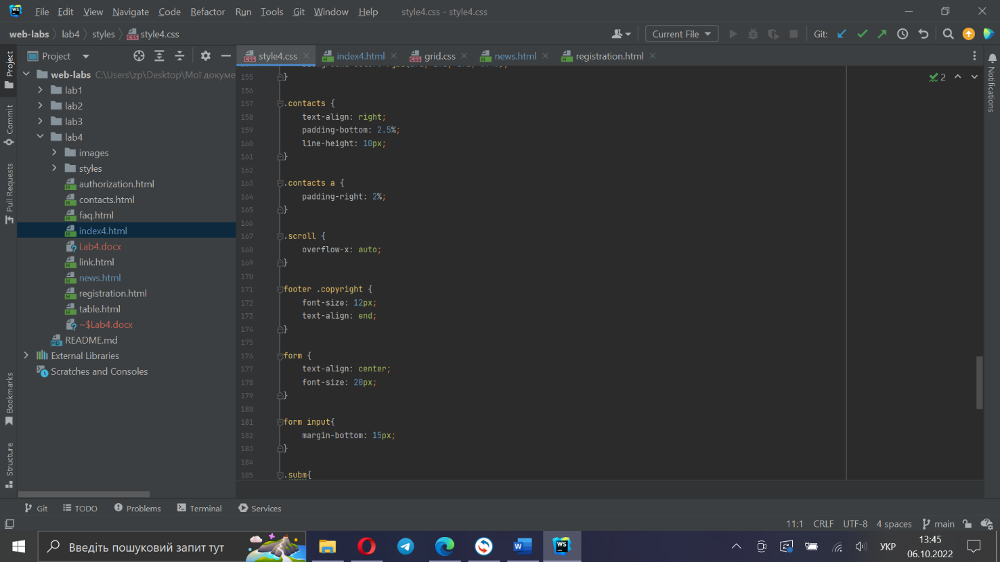 WS File Edit View Navigate Code Refactor Run Tools Git Window Help style4.css - style4.css
web-labs lab4 styles style4.css Current File Git:
Project style4.css index4.html grid.css news.html registration.html
Project
Commit
Pull Requests
Bookmarks
Structure
Notifications
web-labs C:\Users\zp\Desktop\Мої докуме
lab1
lab2
lab3
lab4
images
styles
authorization.html
contacts.html
faq.html
index4.html
Lab4.docx
link.html
news.html
registration.html
table.html
~$Lab4.docx
README.md
External Libraries
Scratches and Consoles
2
155 }
156
157 .contacts {
158 text-align: right;
159 padding-bottom: 2.5%;
160 line-height: 10px;
161 }
162
163 .contacts a {
164 padding-right: 2%;
165 }
166
167 .scroll {
168 overflow-x: auto;
169 }
170
171 footer .copyright {
172 font-size: 12px;
173 text-align: end;
174 }
175
176 form {
177 text-align: center;
178 font-size: 20px;
179 }
180
181 form input{
182 margin-bottom: 15px;
183 }
184
185 .subm{
Git TODO Problems Terminal Services
11:1 CRLF UTF-8 4 spaces main
Введіть пошуковий запит тут
УКР
13:45
06.10.2022